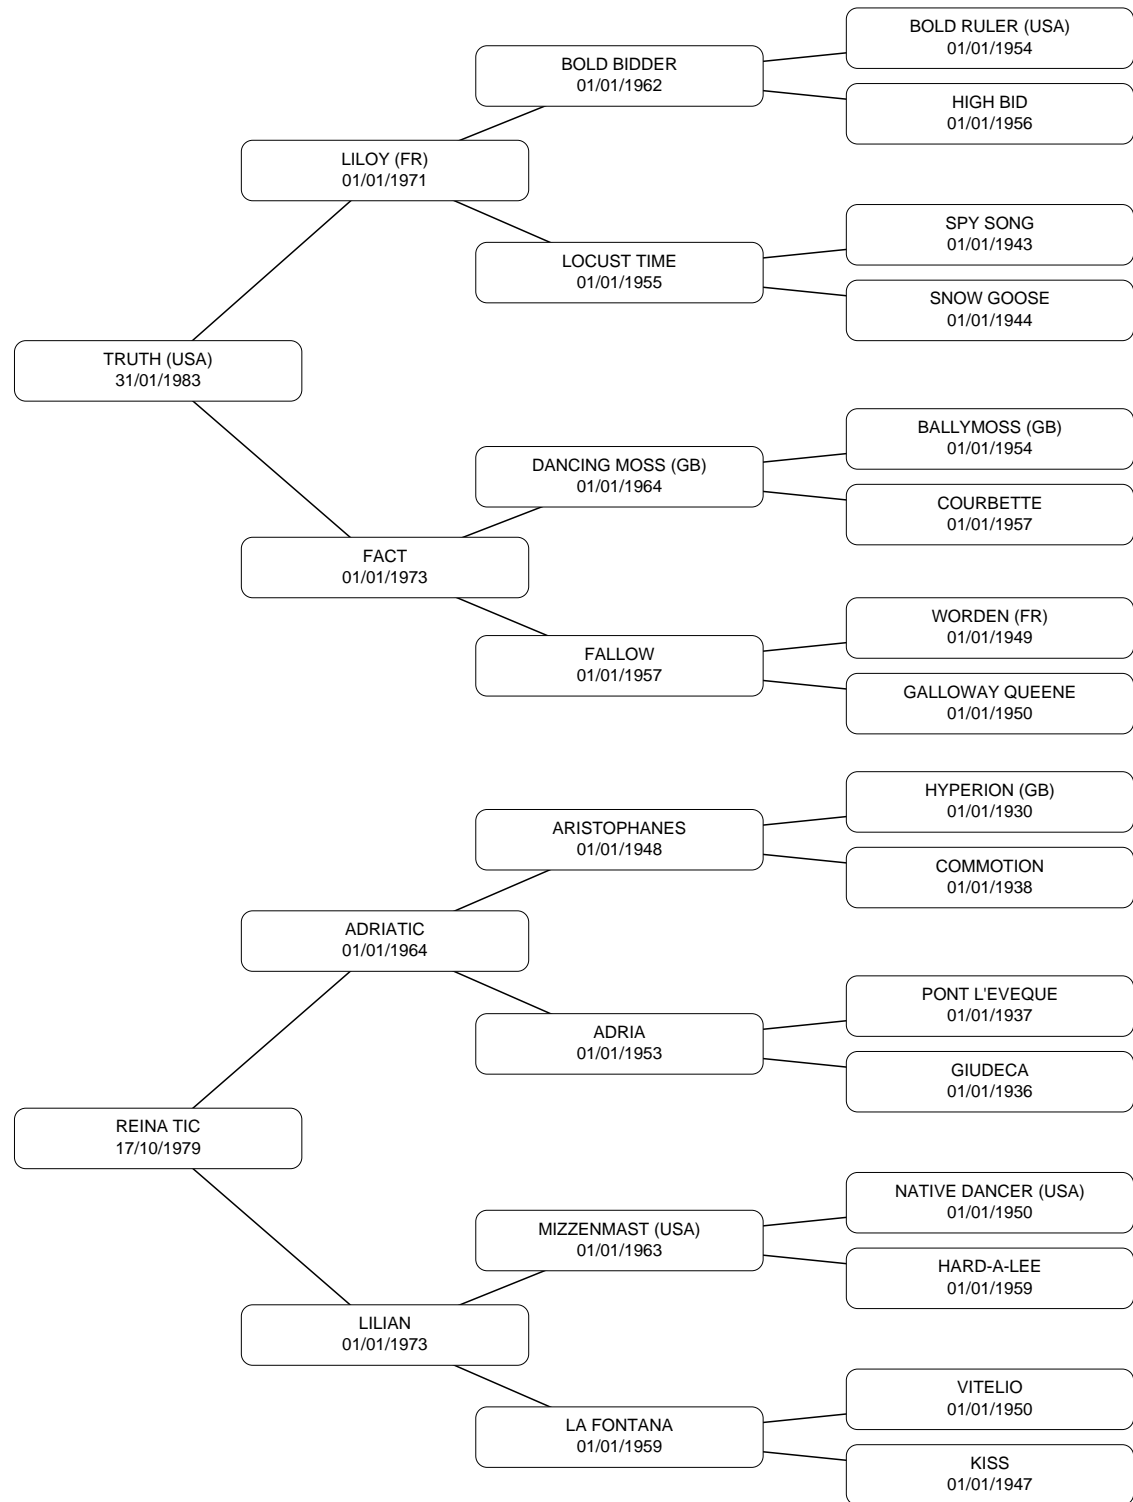 BOLD RULER (USA)
01/01/1954
BOLD BIDDER
01/01/1962
HIGH BID
01/01/1956
LILOY (FR)
01/01/1971
SPY SONG
01/01/1943
LOCUST TIME
01/01/1955
SNOW GOOSE
01/01/1944
TRUTH (USA)
31/01/1983
BALLYMOSS (GB)
01/01/1954
DANCING MOSS (GB)
01/01/1964
COURBETTE
01/01/1957
FACT
01/01/1973
WORDEN (FR)
01/01/1949
FALLOW
01/01/1957
GALLOWAY QUEENE
01/01/1950
HYPERION (GB)
01/01/1930
ARISTOPHANES
01/01/1948
COMMOTION
01/01/1938
ADRIATIC
01/01/1964
PONT L'EVEQUE
01/01/1937
ADRIA
01/01/1953
GIUDECA
01/01/1936
REINA TIC
17/10/1979
NATIVE DANCER (USA)
01/01/1950
MIZZENMAST (USA)
01/01/1963
HARD-A-LEE
01/01/1959
LILIAN
01/01/1973
VITELIO
01/01/1950
LA FONTANA
01/01/1959
KISS
01/01/1947